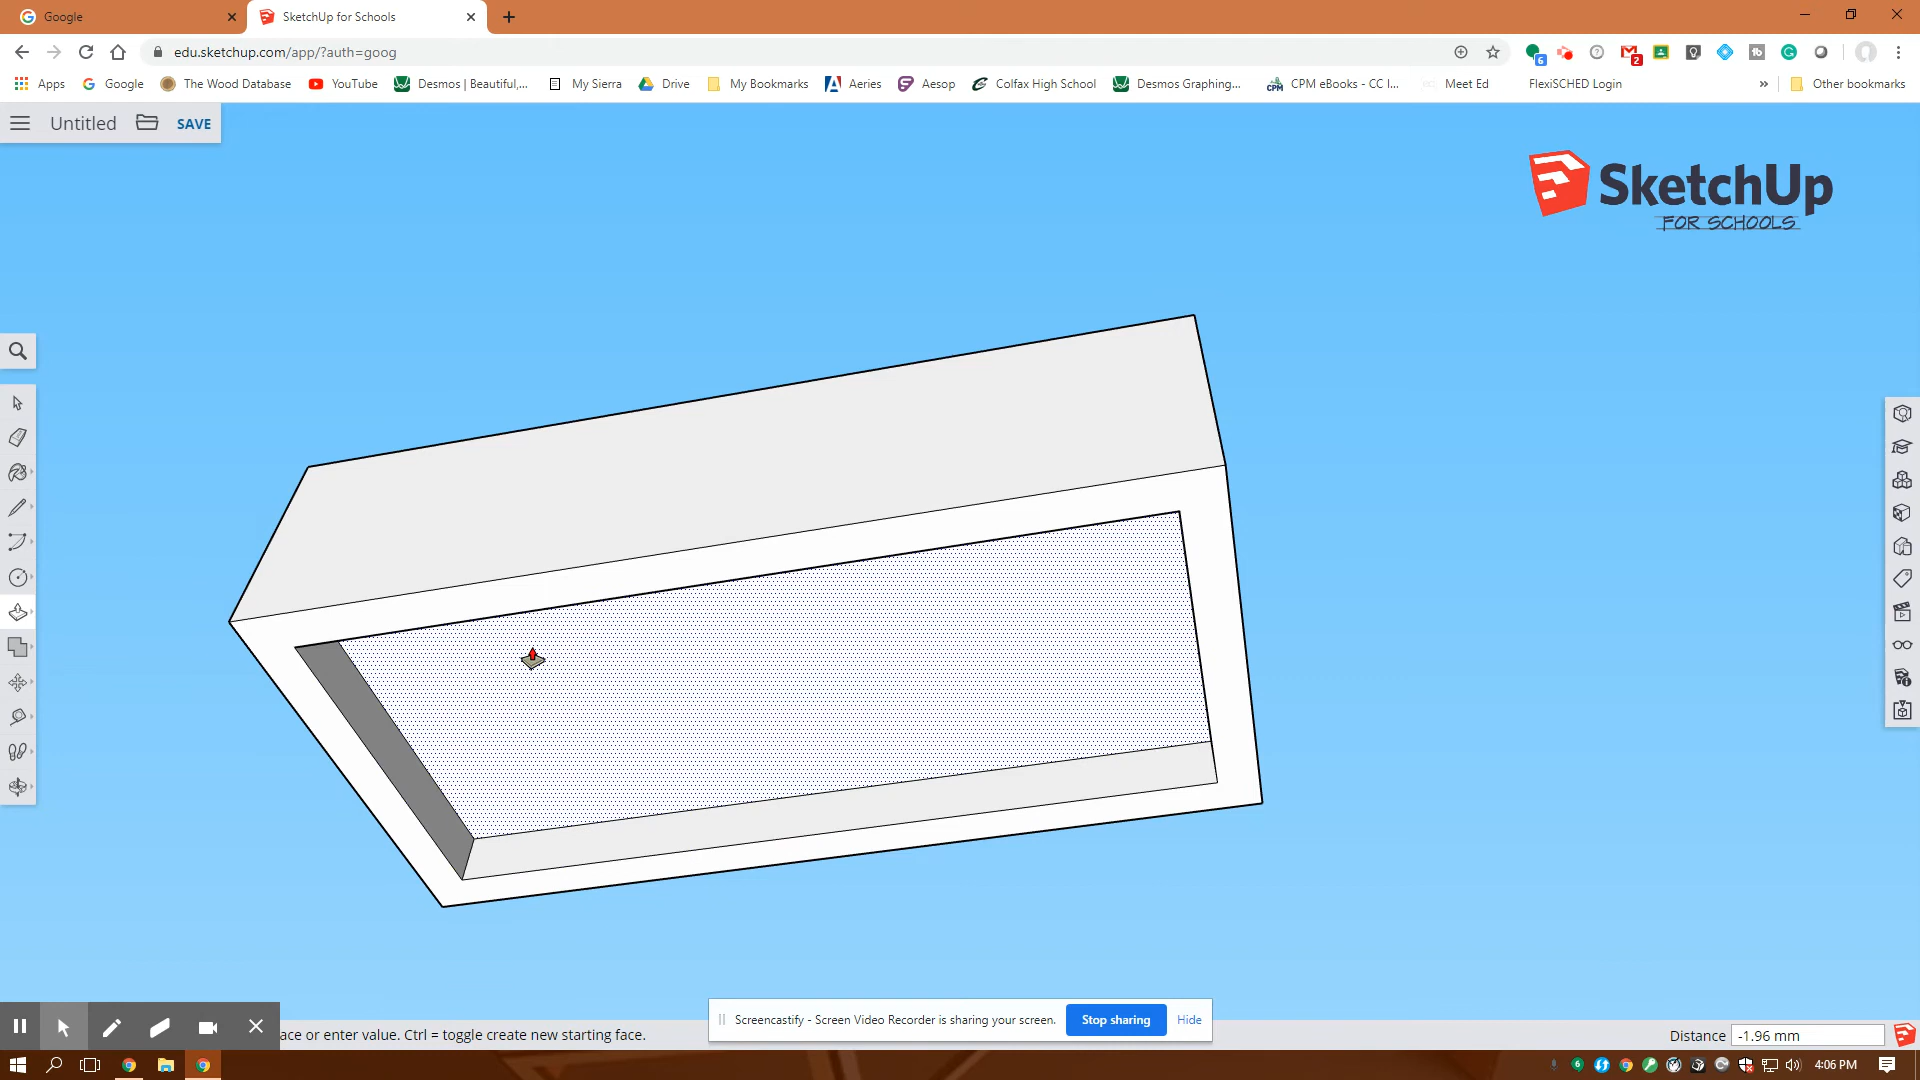 Google
SketchUp for Schools
edu.sketchup.com/app/?auth=goog
6
2
Apps
Google
The Wood Database
YouTube
Desmos | Beautiful,...
My Sierra
Drive
My Bookmarks
Aeries
Aesop
Colfax High School
Desmos Graphing...
CPM
CPM eBooks - CC I...
Meet Ed
FlexiSCHED Login
»
Other bookmarks
Untitled
SAVE
SketchUp
FOR SCHOOLS
Screencastify - Screen Video Recorder is sharing your screen.
Stop sharing
Hide
ace or enter value. Ctrl = toggle create new starting face.
Distance
-1.96 mm
4:06 PM